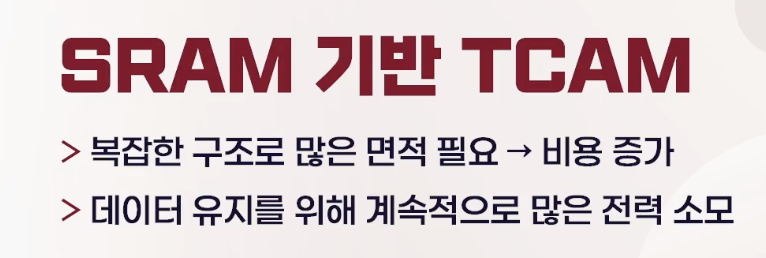 SRAM 기반 TCAM
> 복잡한 구조로 많은 면적 필요 → 비용 증가
> 데이터 유지를 위해 계속적으로 많은 전력 소모